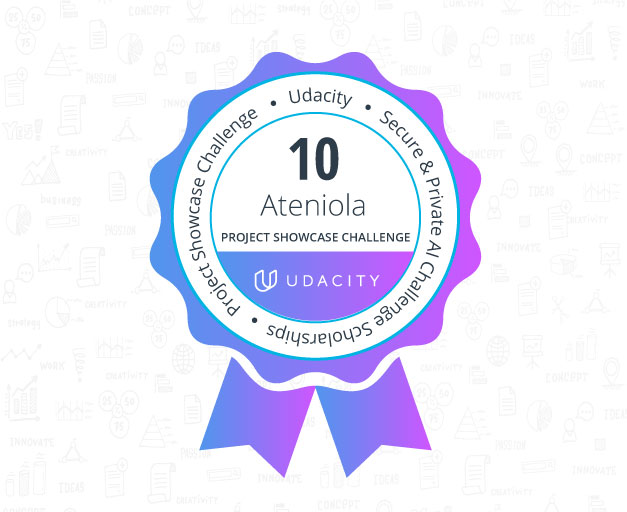 Udacity • Secure & Private AI Challenge Scholarships • Project Showcase Challenge •
10
Ateniola
PROJECT SHOWCASE CHALLENGE
UDACITY